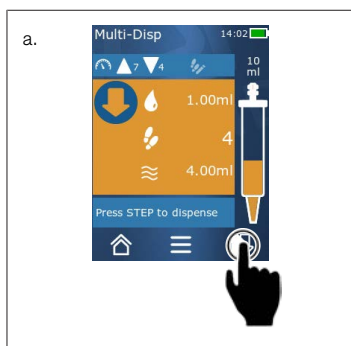 a.
Multi-Disp 14:02
7 4 10
ml
1.00ml
4
4.00ml
Press STEP to dispense